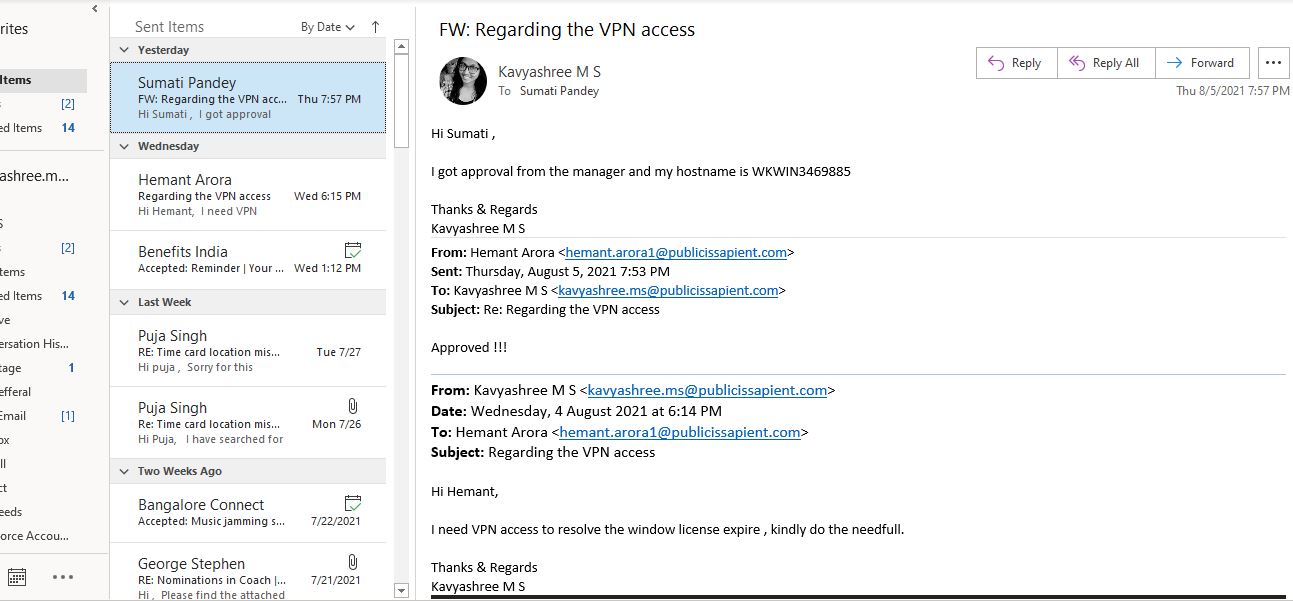 rites
Items
[2]
ed Items 14
ashree.m...
S
[2]
tems
ed Items 14
ve
ersation His...
tage 1
efferal
Email [1]
ox
ll
ct
eeds
orce Accou...
Sent Items By Date
Yesterday
Sumati Pandey
FW: Regarding the VPN acc... Thu 7:57 PM
Hi Sumati , I got approval
Wednesday
Hemant Arora
Regarding the VPN access Wed 6:15 PM
Hi Hemant, I need VPN
Benefits India
Accepted: Reminder | Your ... Wed 1:12 PM
Last Week
Puja Singh
RE: Time card location mis... Tue 7/27
Hi puja , Sorry for this
Puja Singh
Re: Time card location mis... Mon 7/26
Hi Puja, I have searched for
Two Weeks Ago
Bangalore Connect
Accepted: Music jamming s... 7/22/2021
George Stephen
RE: Nominations in Coach |... 7/21/2021
Hi , Please find the attached
FW: Regarding the VPN access
Kavyashree M S
To Sumati Pandey
Reply Reply All Forward ...
Thu 8/5/2021 7:57 PM
Hi Sumati ,
I got approval from the manager and my hostname is WKWIN3469885
Thanks & Regards
Kavyashree M S
From: Hemant Arora <hemant.arora1@publicissapient.com>
Sent: Thursday, August 5, 2021 7:53 PM
To: Kavyashree M S <kavyashree.ms@publicissapient.com>
Subject: Re: Regarding the VPN access
Approved !!!
From: Kavyashree M S <kavyashree.ms@publicissapient.com>
Date: Wednesday, 4 August 2021 at 6:14 PM
To: Hemant Arora <hemant.arora1@publicissapient.com>
Subject: Regarding the VPN access
Hi Hemant,
I need VPN access to resolve the window license expire , kindly do the needfull.
Thanks & Regards
Kavyashree M S